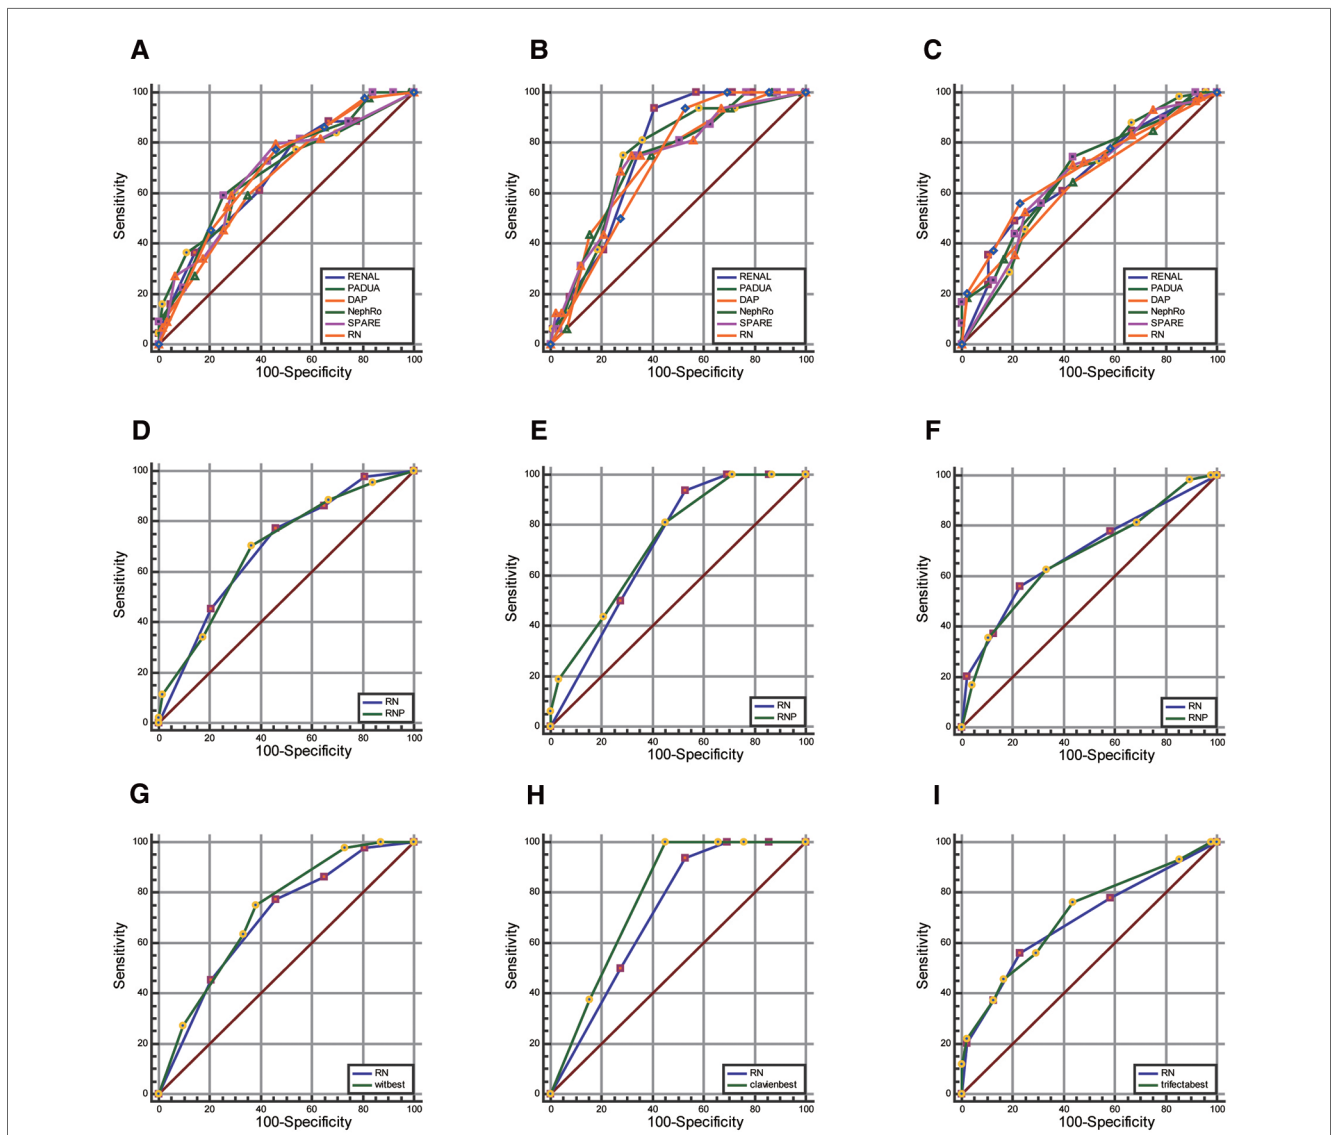 A
B
C
100
80
60
40
20
0
Sensitivity
RENAL
PADUA
DAP
NephRo
SPARE
RN
0 20 40 60 80 100
100-Specificity
100
80
60
40
20
0
Sensitivity
RENAL
PADUA
DAP
NephRo
SPARE
RN
0 20 40 60 80 100
100-Specificity
100
80
60
40
20
0
Sensitivity
RENAL
PADUA
DAP
NephRo
SPARE
RN
0 20 40 60 80 100
100-Specificity
D
E
F
100
80
60
40
20
0
Sensitivity
RN
RNP
0 20 40 60 80 100
100-Specificity
100
80
60
40
20
0
Sensitivity
RN
RNP
0 20 40 60 80 100
100-Specificity
100
80
60
40
20
0
Sensitivity
RN
RNP
0 20 40 60 80 100
100-Specificity
G
H
I
100
80
60
40
20
0
Sensitivity
RN
witbest
0 20 40 60 80 100
100-Specificity
100
80
60
40
20
0
Sensitivity
RN
clavienbest
0 20 40 60 80 100
100-Specificity
100
80
60
40
20
0
Sensitivity
RN
trifectabest
0 20 40 60 80 100
100-Specificity